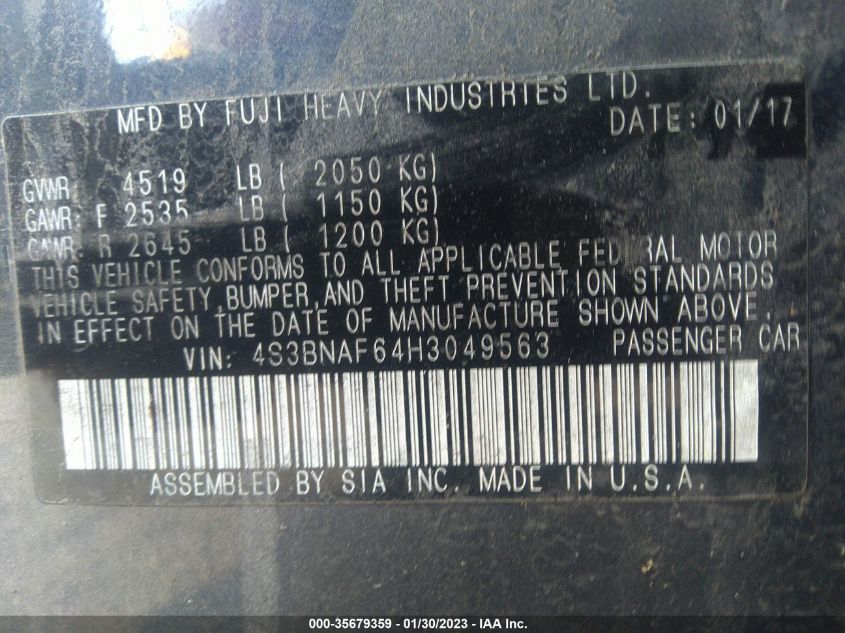 MFD BY FUJI HEAVY INDUSTRIES LTD.
DATE: 01/17
GVWR 4519 LB ( 2050 KG)
GAWR: F 2535 LB ( 1150 KG)
GAWR: R 2645 LB ( 1200 KG)
THIS VEHICLE CONFORMS TO ALL APPLICABLE FEDERAL MOTOR
VEHICLE SAFETY,BUMPER,AND THEFT PREVENTION STANDARDS
IN EFFECT ON THE DATE OF MANUFACTURE SHOWN ABOVE.
VIN: 4S3BNAF64H3049563 PASSENGER CAR
ASSEMBLED BY SIA INC. MADE IN U.S.A.
000-35679359 - 01/30/2023 - IAA Inc.